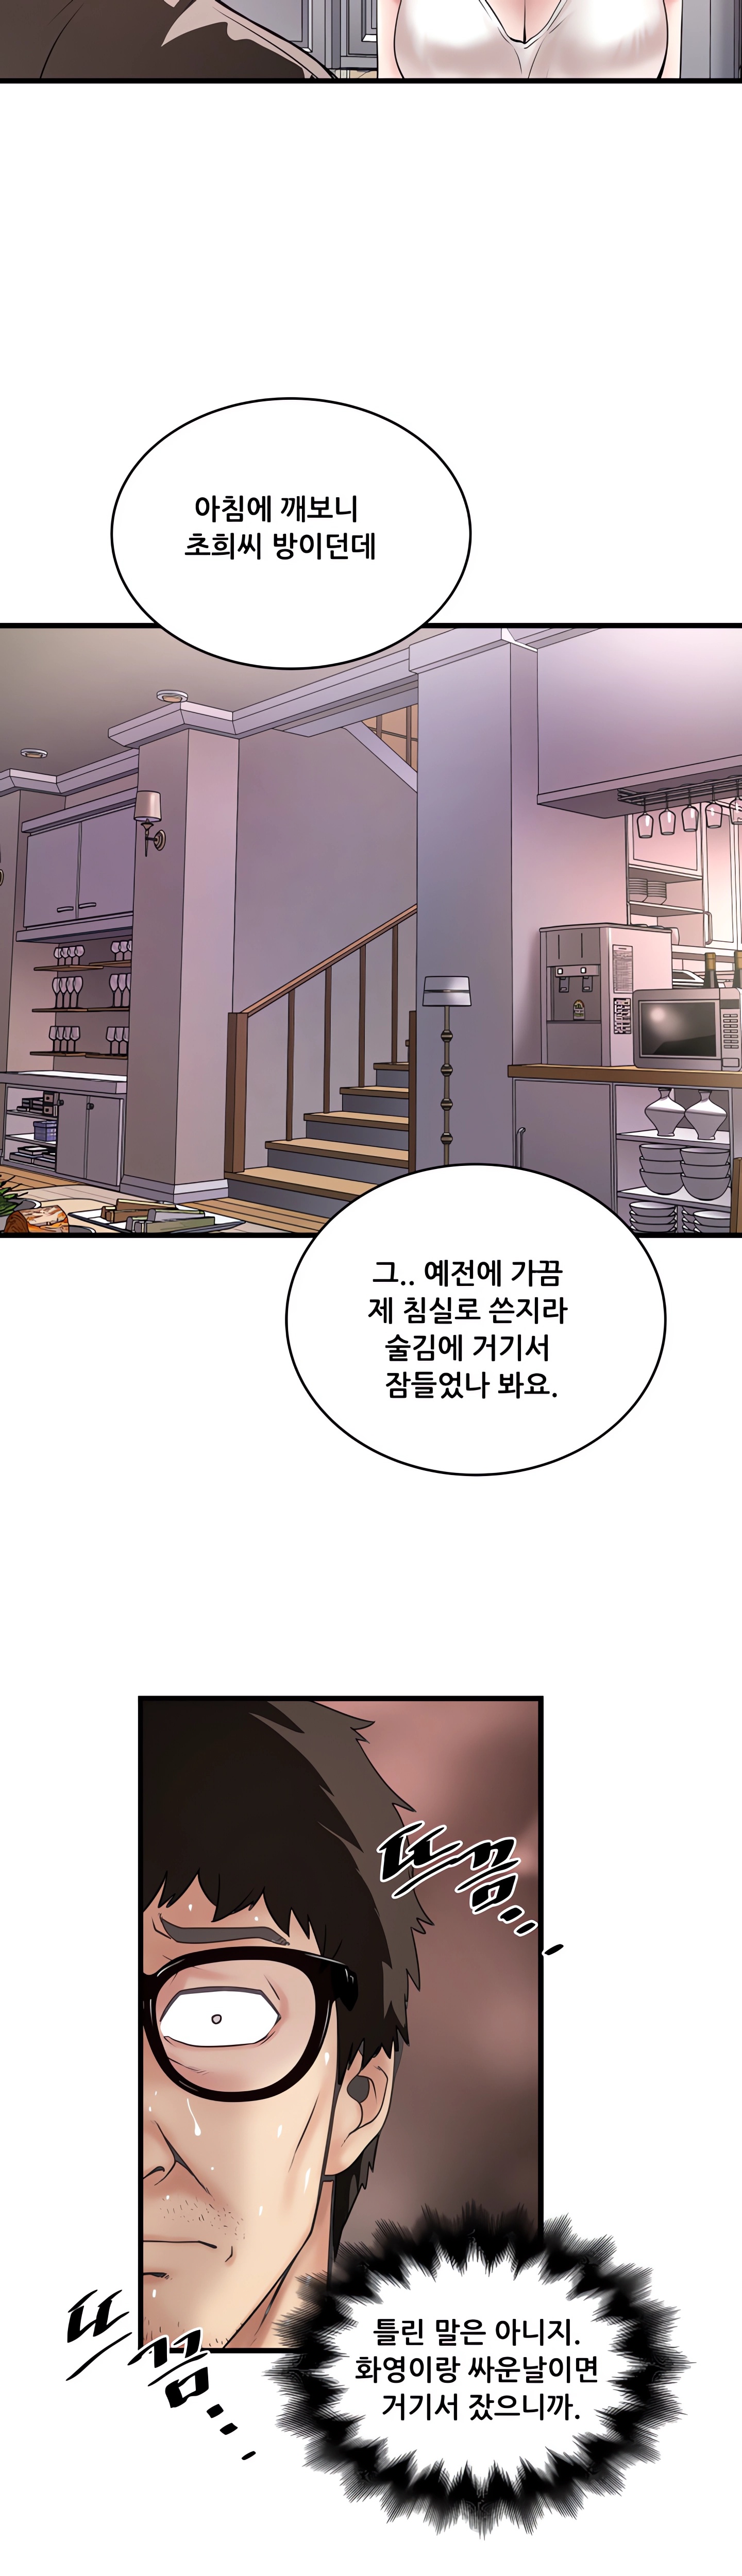 아침에 깨보니
초희씨 방이던데
그.. 예전에 가끔
제 침실로 쓴지라
술김에 거기서
잠들었나 봐요.
뜨끔...
뜨끔...
틀린 말은 아니지.
화영이랑 싸운날이면
거기서 잤으니까.